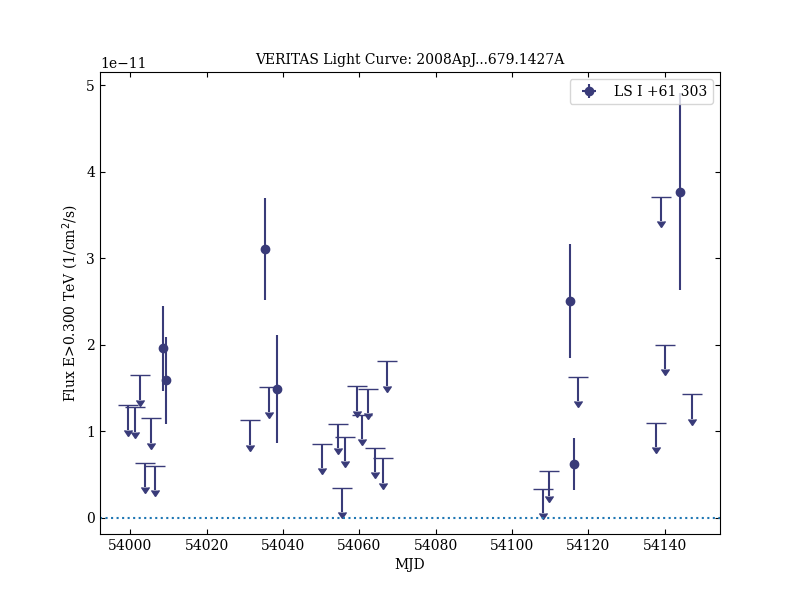 VERITAS Light Curve: 2008ApJ...679.1427A
1e−11
LS I +61 303
5
4
3
2
1
0
Flux E>0.300 TeV (1/cm²/s)
54000 54020 54040 54060 54080 54100 54120 54140
MJD